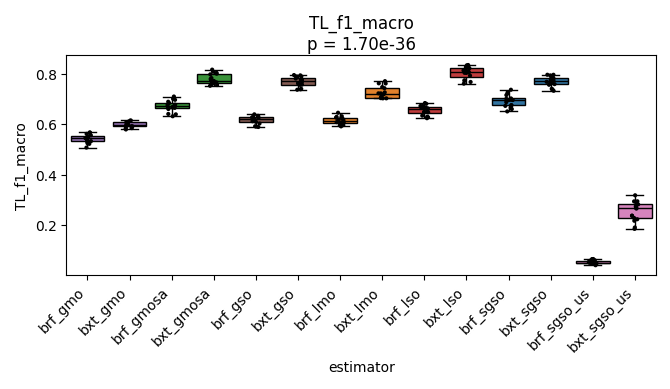 TL_f1_macro
p = 1.70e-36
TL_f1_macro
0.8
0.6
0.4
0.2
brf_gmo
bxt_gmo
brf_gmosa
bxt_gmosa
brf_gso
bxt_gso
brf_lmo
bxt_lmo
brf_lso
bxt_lso
brf_sgso
bxt_sgso
brf_sgso_us
bxt_sgso_us
estimator